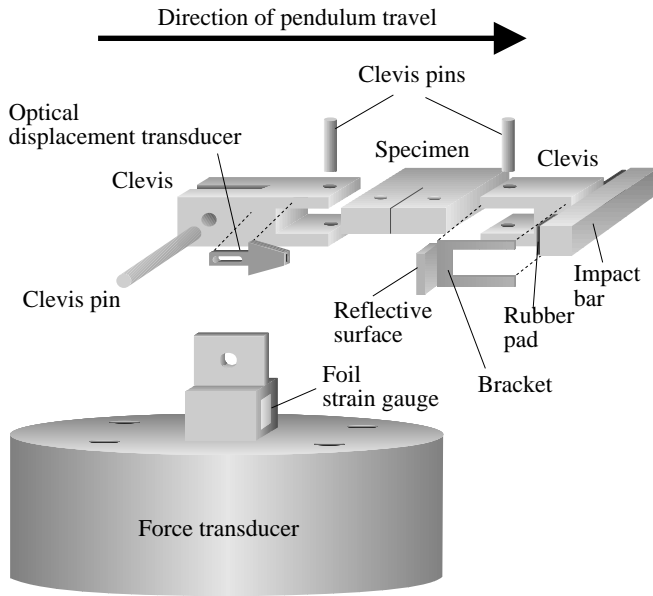 Direction of pendulum travel
Clevis pins
Optical
displacement transducer
Specimen
Clevis
Clevis
Clevis pin
Reflective
surface
Rubber
pad
Impact
bar
Bracket
Foil
strain gauge
Force transducer